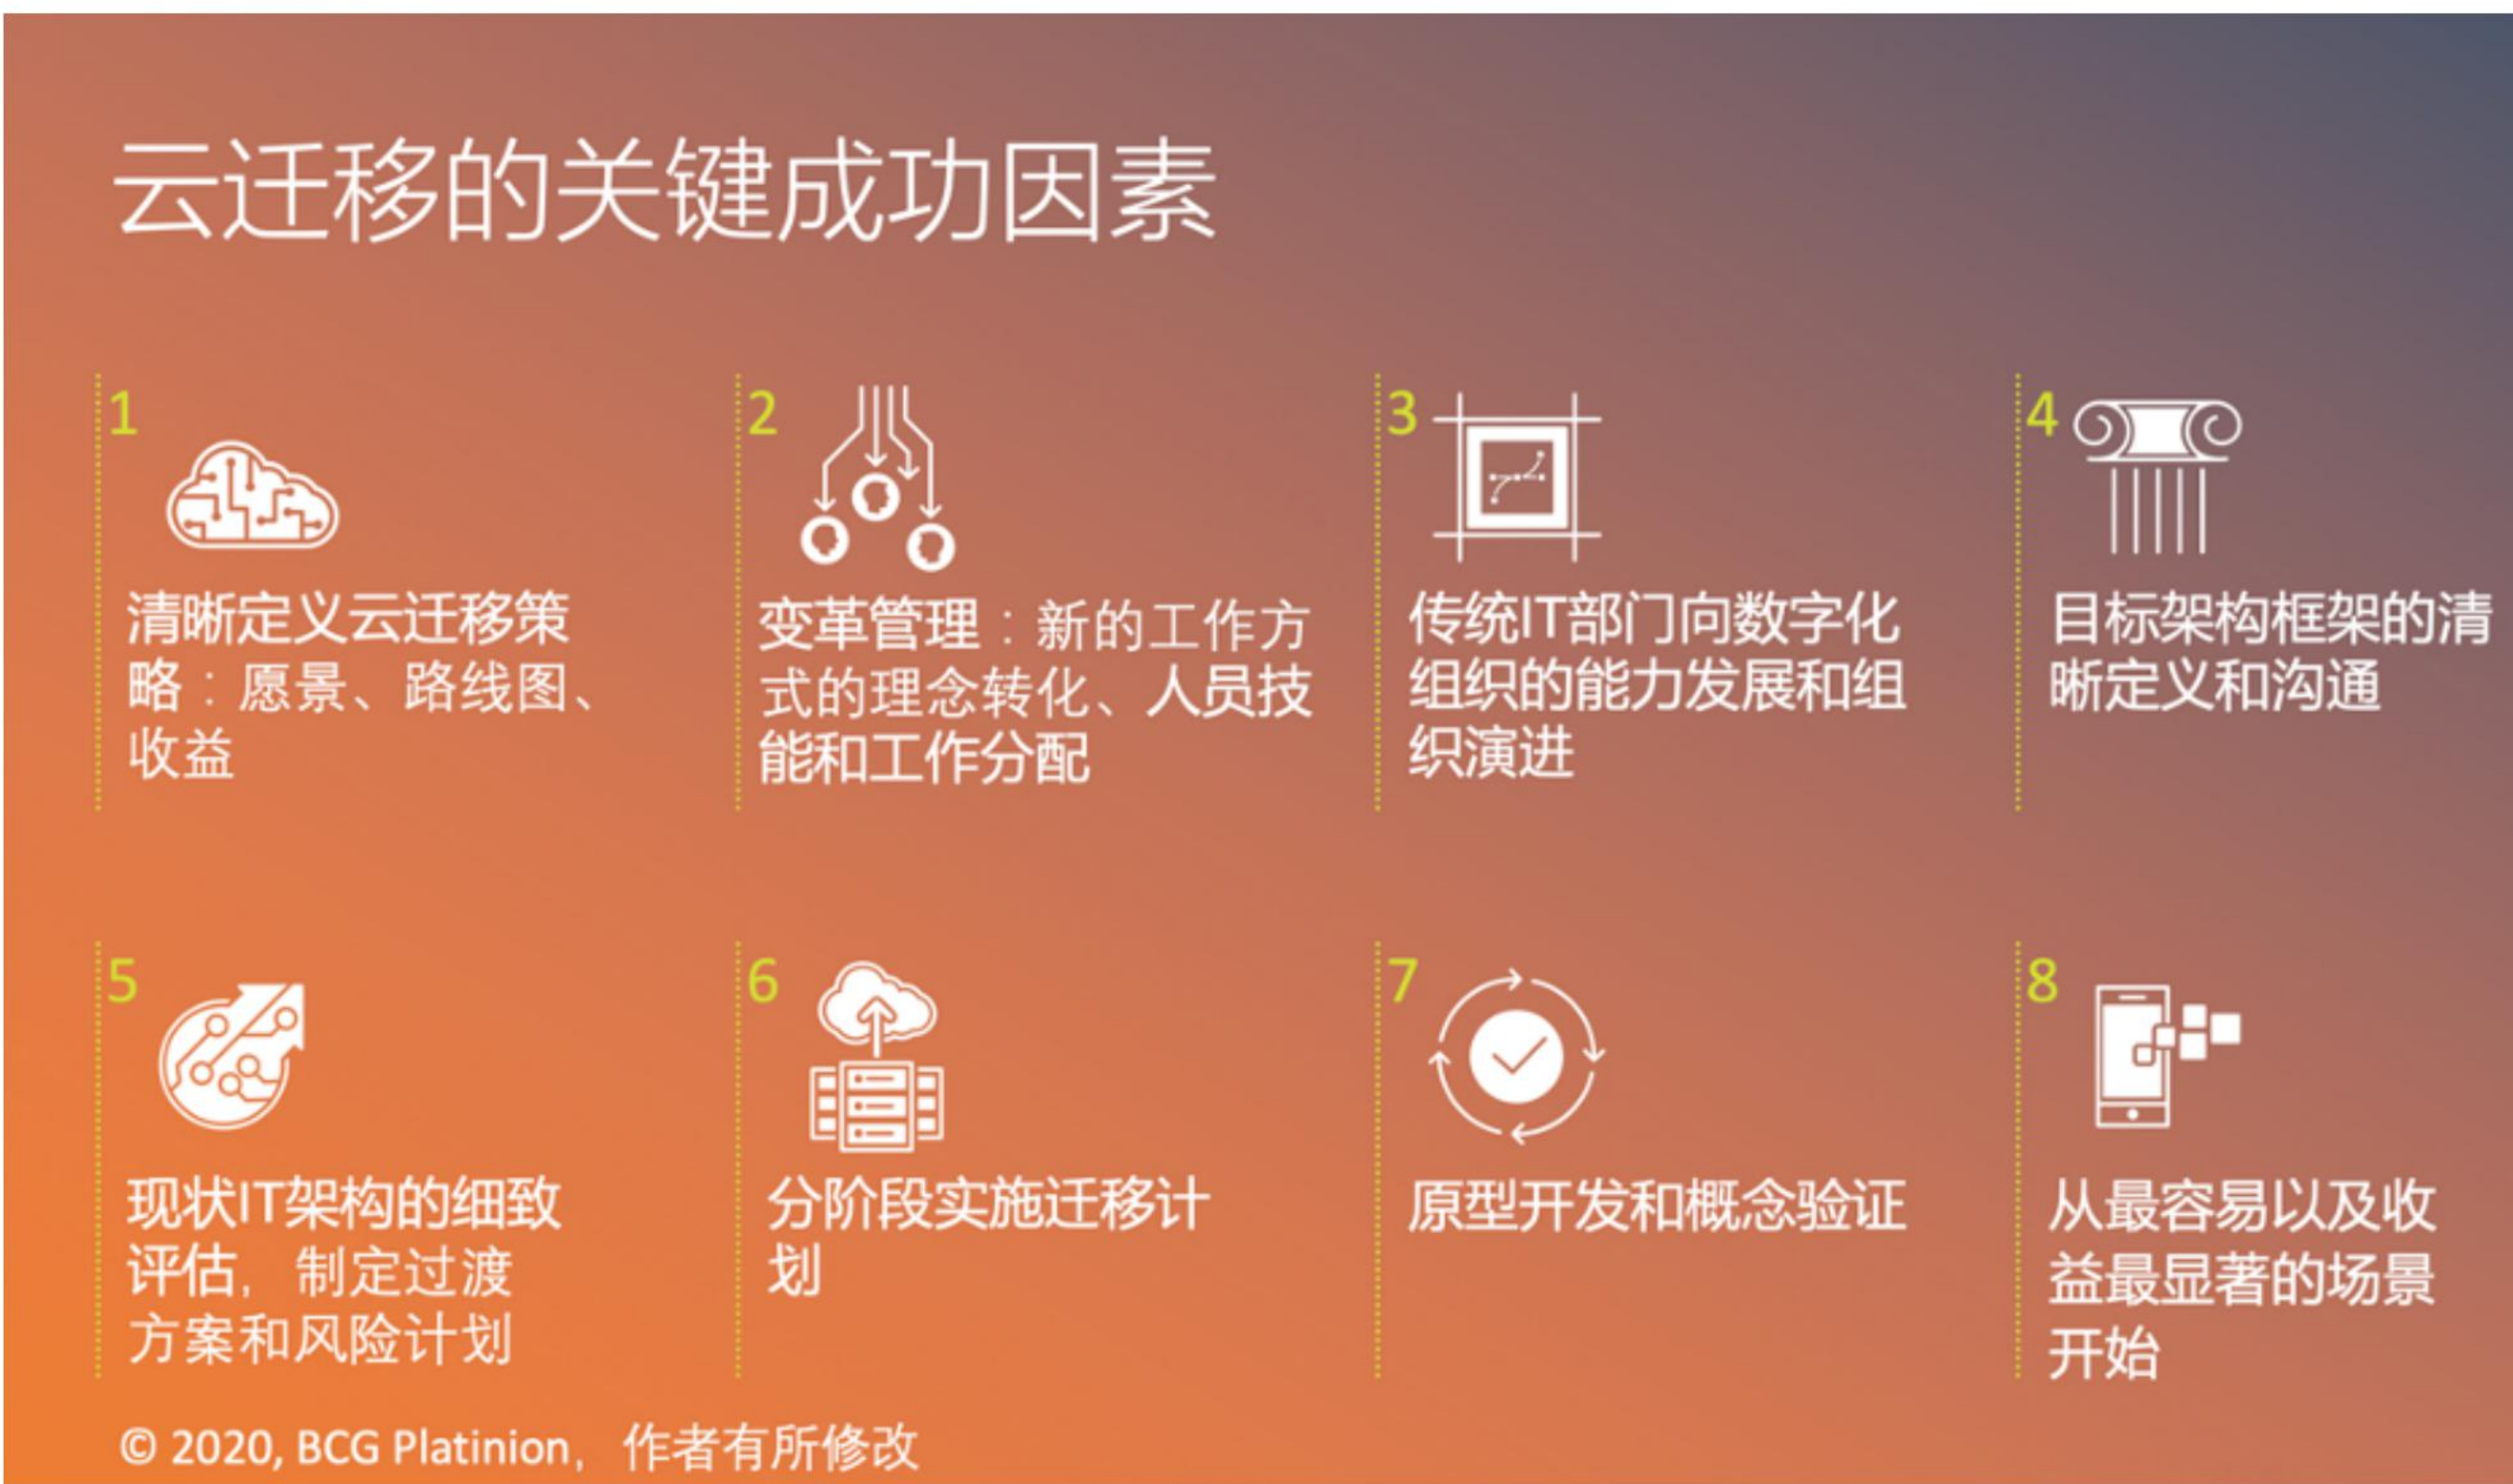 云迁移的关键成功因素
1
清晰定义云迁移策
略：愿景、路线图、
收益
2
变革管理：新的工作方
式的理念转化、人员技
能和工作分配
3
传统IT部门向数字化
组织的能力发展和组
织演进
4
目标架构框架的清
晰定义和沟通
5
现状IT架构的细致
评估，制定过渡
方案和风险计划
6
分阶段实施迁移计
划
7
原型开发和概念验证
8
从最容易以及收
益最显著的场景
开始
© 2020, BCG Platinion，作者有所修改